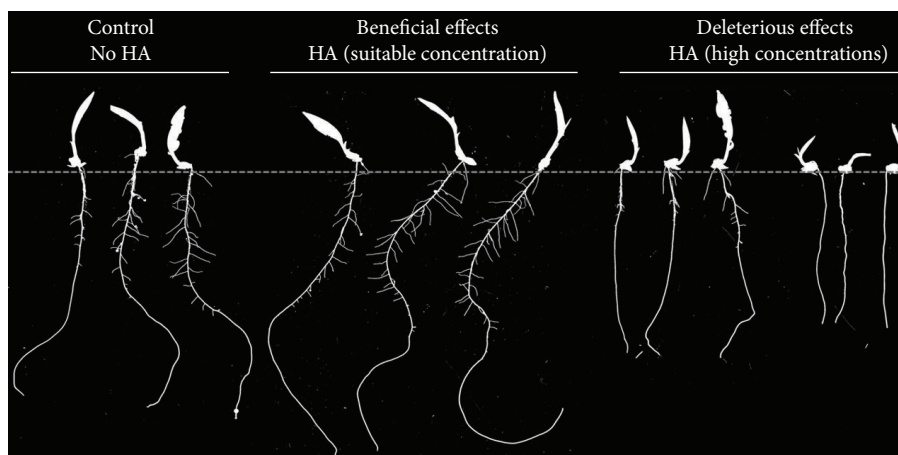 Control
No HA
Beneficial effects
HA (suitable concentration)
Deleterious effects
HA (high concentrations)